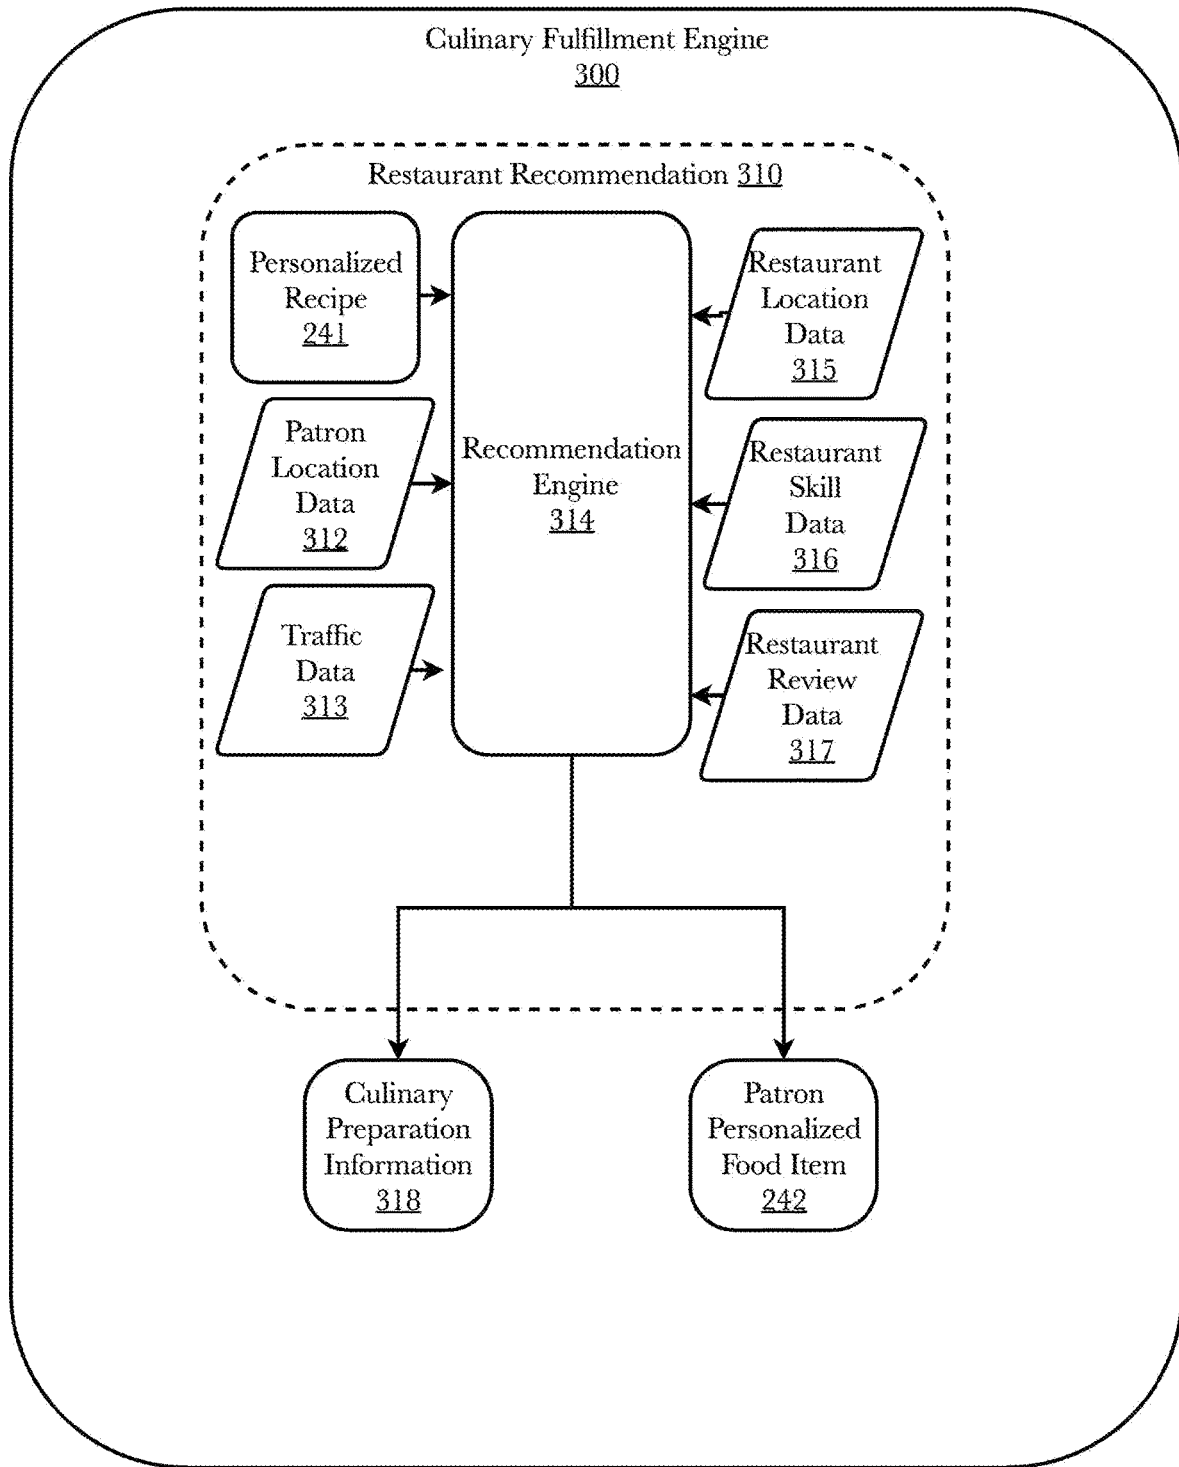 Culinary Fulfillment Engine
300
Restaurant Recommendation 310
Personalized
Recipe
241
Patron
Location
Data
312
Traffic
Data
313
Recommendation
Engine
314
Restaurant
Location
Data
315
Restaurant
Skill
Data
316
Restaurant
Review
Data
317
Culinary
Preparation
Information
318
Patron
Personalized
Food Item
242